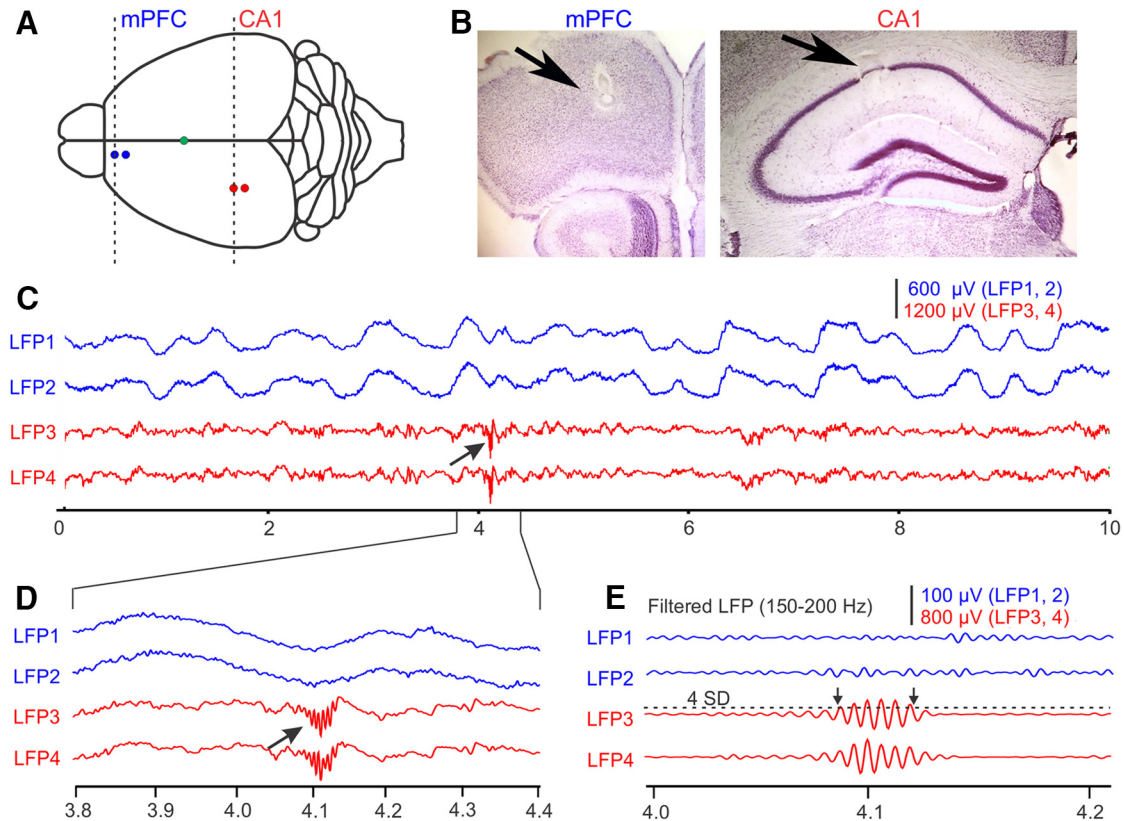 A
mPFC
CA1
B
mPFC
CA1
C
600 µV (LFP1, 2)
1200 µV (LFP3, 4)
LFP1
LFP2
LFP3
LFP4
0 2 4 6 8 10
D
LFP1
LFP2
LFP3
LFP4
3.8 3.9 4.0 4.1 4.2 4.3 4.4
E
Filtered LFP (150-200 Hz)
100 µV (LFP1, 2)
800 µV (LFP3, 4)
LFP1
LFP2
4 SD
LFP3
LFP4
4.0 4.1 4.2